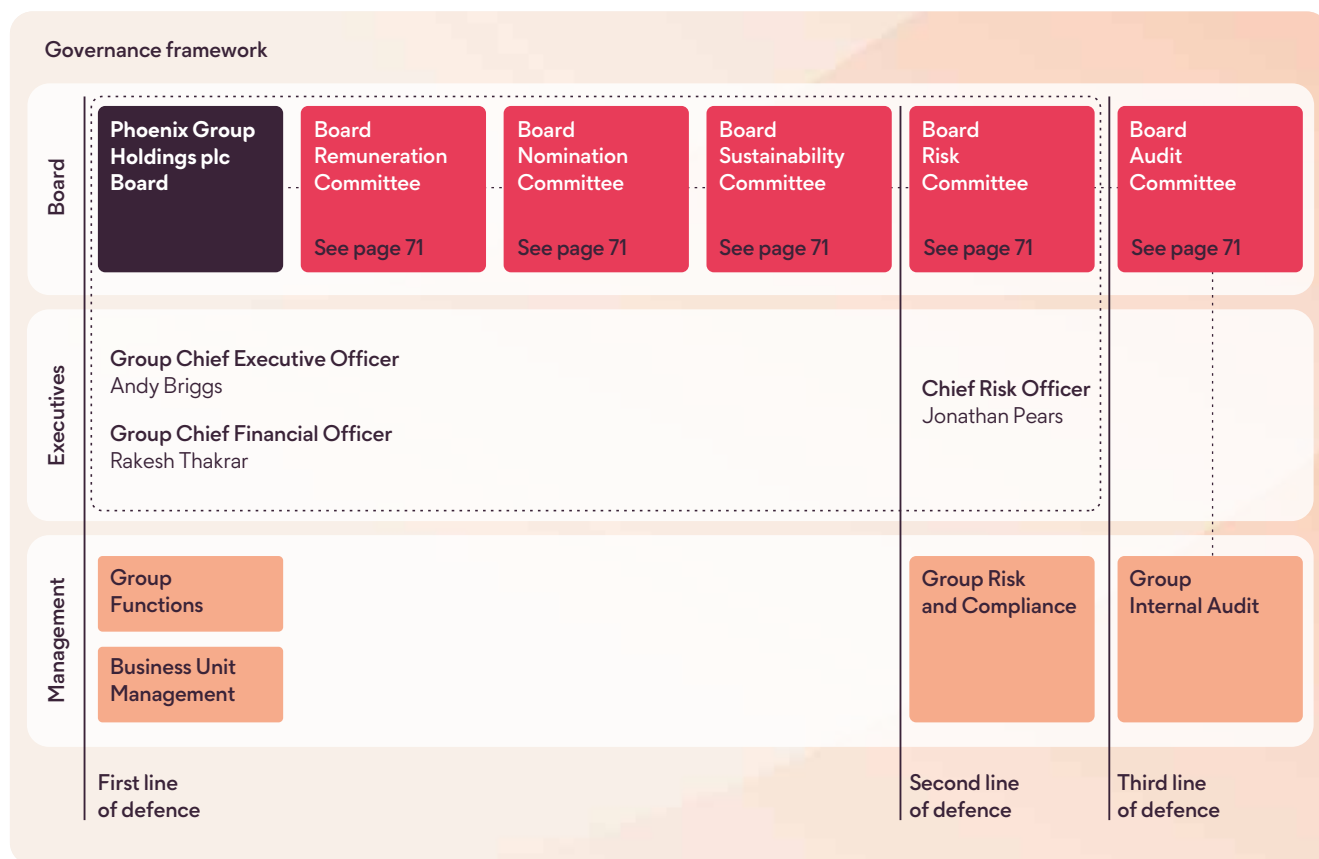 Governance framework
Board
Phoenix Group
Holdings plc
Board
Board
Remuneration
Committee
See page 71
Board
Nomination
Committee
See page 71
Board
Sustainability
Committee
See page 71
Board
Risk
Committee
See page 71
Board
Audit
Committee
See page 71
Executives
Group Chief Executive Officer
Andy Briggs
Group Chief Financial Officer
Rakesh Thakrar
Chief Risk Officer
Jonathan Pears
Management
Group
Functions
Business Unit
Management
Group Risk
and Compliance
Group
Internal Audit
First line
of defence
Second line
of defence
Third line
of defence